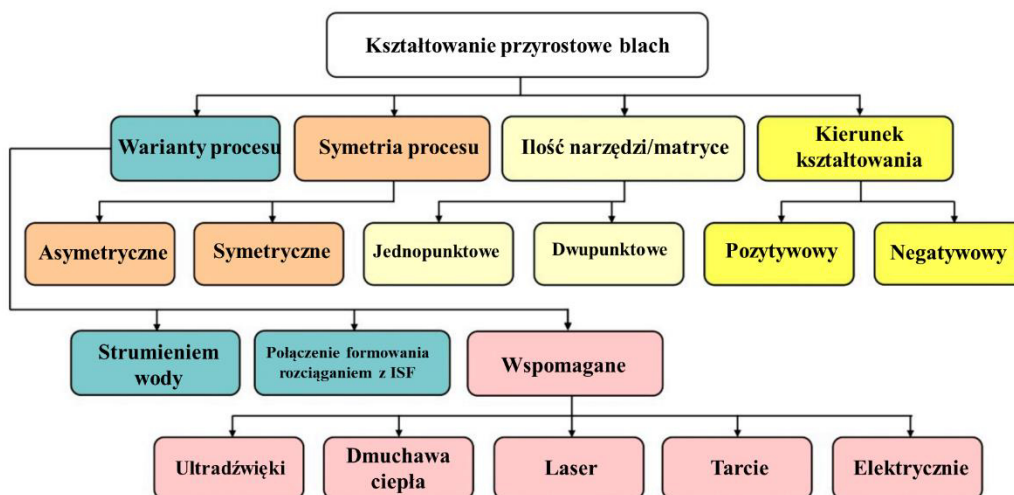 Kształtowanie przyrostowe blach
Warianty procesu
Symetria procesu
Ilość narzędzi/matryce
Kierunek
kształtowania
Asymetryczne
Symetryczne
Jednopunktowe
Dwupunktowe
Pozytywowy
Negatywowy
Strumieniem
wody
Połączenie formowania
rozciąganiem z ISF
Wspomagane
Ultradźwięki
Dmuchawa
ciepła
Laser
Tarcie
Elektrycznie